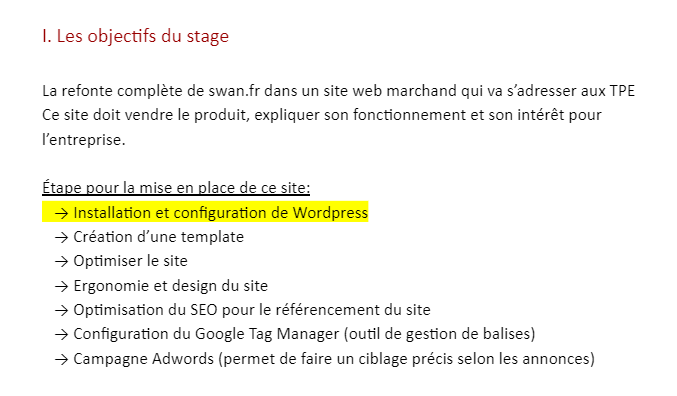 I. Les objectifs du stage
La refonte complète de swan.fr dans un site web marchand qui va s’adresser aux TPE
Ce site doit vendre le produit, expliquer son fonctionnement et son intérêt pour
l’entreprise.
Étape pour la mise en place de ce site:
→ Installation et configuration de Wordpress
→ Création d’une template
→ Optimiser le site
→ Ergonomie et design du site
→ Optimisation du SEO pour le référencement du site
→ Configuration du Google Tag Manager (outil de gestion de balises)
→ Campagne Adwords (permet de faire un ciblage précis selon les annonces)